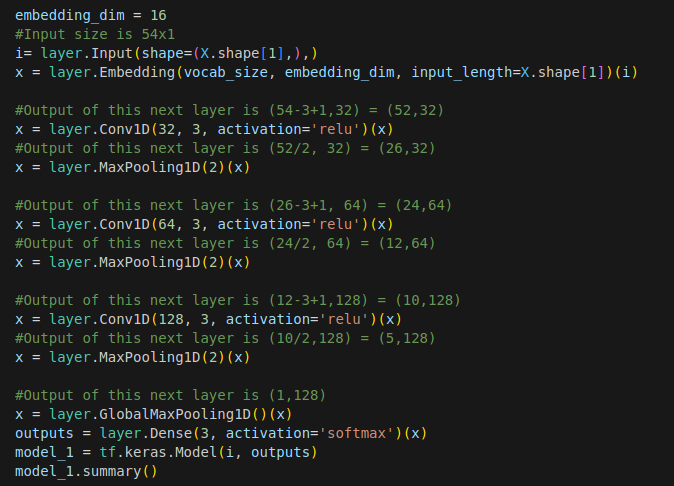 embedding_dim = 16
#Input size is 54x1
i= layer.Input(shape=(X.shape[1],),)
x = layer.Embedding(vocab_size, embedding_dim, input_length=X.shape[1])(i)
#Output of this next layer is (54-3+1,32) = (52,32)
x = layer.Conv1D(32, 3, activation='relu')(x)
#Output of this next layer is (52/2, 32) = (26,32)
x = layer.MaxPooling1D(2)(x)
#Output of this next layer is (26-3+1, 64) = (24,64)
x = layer.Conv1D(64, 3, activation='relu')(x)
#Output of this next layer is (24/2, 64) = (12,64)
x = layer.MaxPooling1D(2)(x)
#Output of this next layer is (12-3+1,128) = (10,128)
x = layer.Conv1D(128, 3, activation='relu')(x)
#Output of this next layer is (10/2,128) = (5,128)
x = layer.MaxPooling1D(2)(x)
#Output of this next layer is (1,128)
x = layer.GlobalMaxPooling1D()(x)
outputs = layer.Dense(3, activation='softmax')(x)
model_1 = tf.keras.Model(i, outputs)
model_1.summary()